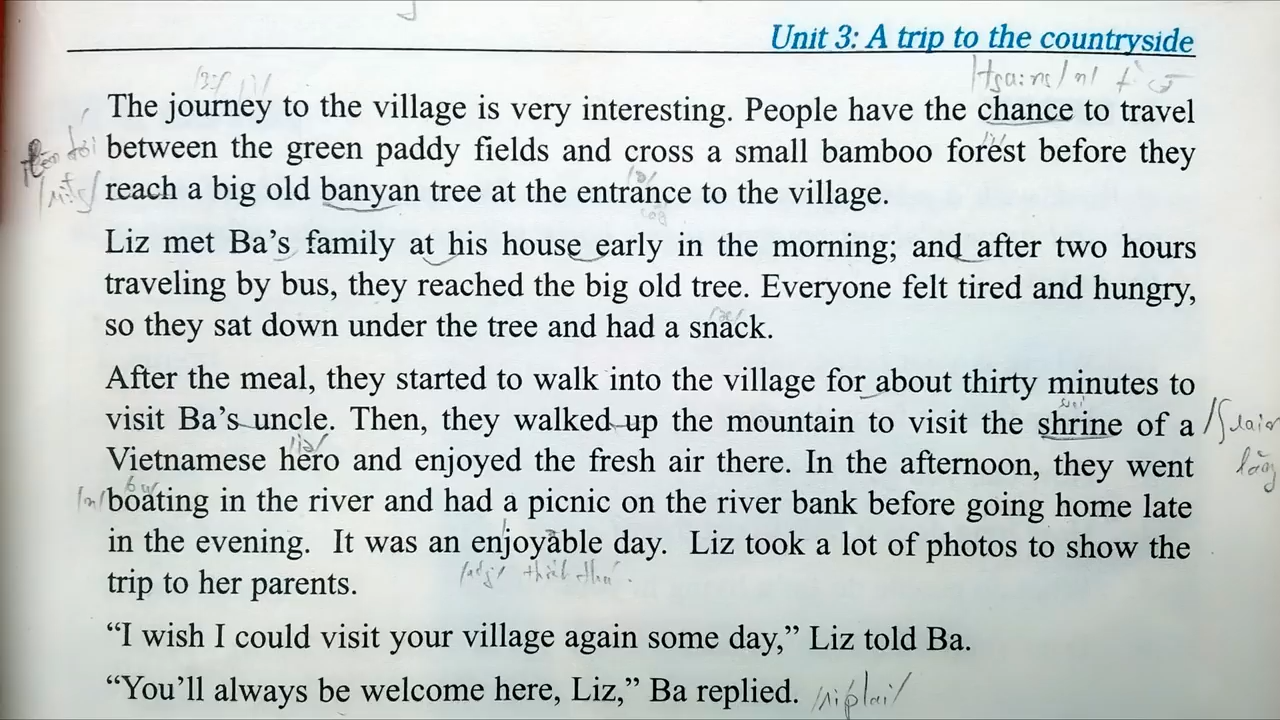 Unit 3: A trip to the countryside
The journey to the village is very interesting. People have the chance to travel
between the green paddy fields and cross a small bamboo forest before they
reach a big old banyan tree at the entrance to the village.
Liz met Ba’s family at his house early in the morning; and after two hours
traveling by bus, they reached the big old tree. Everyone felt tired and hungry,
so they sat down under the tree and had a snack.
After the meal, they started to walk into the village for about thirty minutes to
visit Ba’s uncle. Then, they walked up the mountain to visit the shrine of a
Vietnamese hero and enjoyed the fresh air there. In the afternoon, they went
boating in the river and had a picnic on the river bank before going home late
in the evening. It was an enjoyable day. Liz took a lot of photos to show the
trip to her parents.
“I wish I could visit your village again some day,” Liz told Ba.
“You’ll always be welcome here, Liz,” Ba replied.